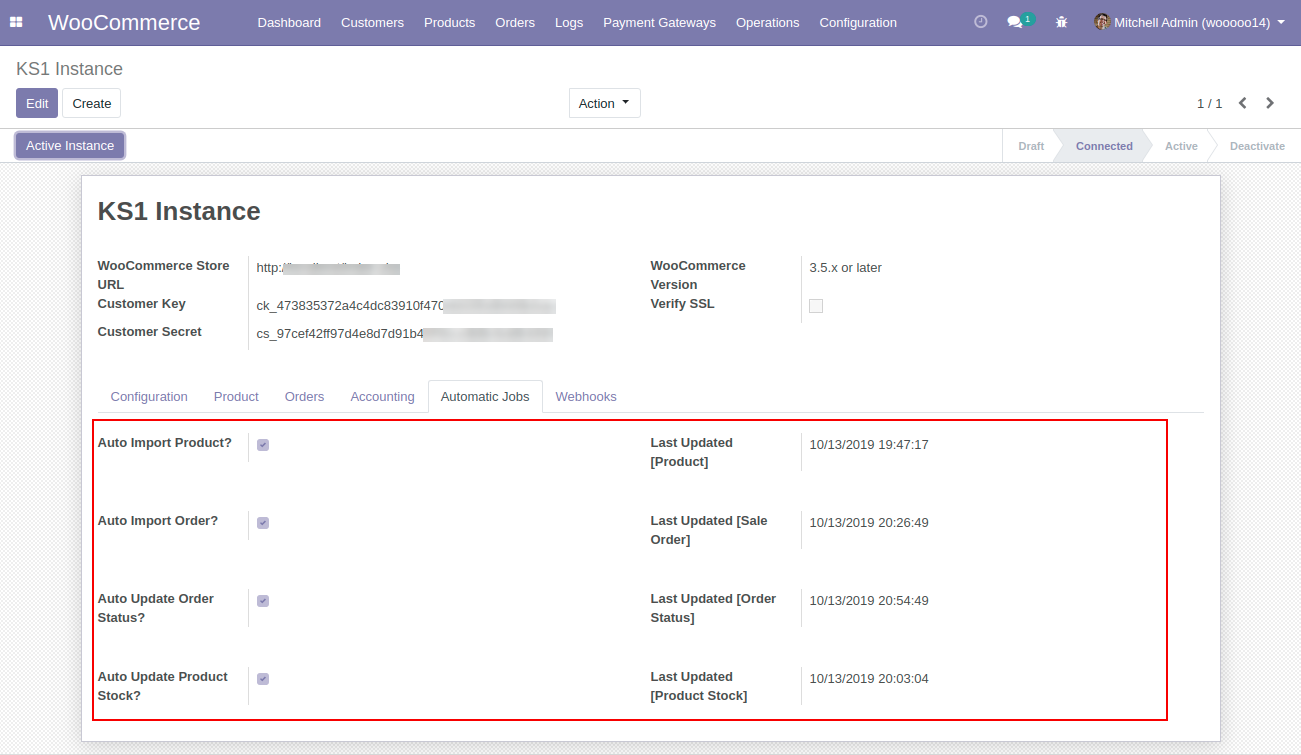 WooCommerce Dashboard Customers Products Orders Logs Payment Gateways Operations Configuration 1 Mitchell Admin (wooooo14)
KS1 Instance
Edit Create Action 1 / 1
Active Instance Draft Connected Active Deactivate
KS1 Instance
WooCommerce Store URL http:/
WooCommerce Version 3.5.x or later
Customer Key ck_473835372a4c4dc83910f470
Verify SSL
Customer Secret cs_97cef42ff97d4e8d7d91b4
Configuration Product Orders Accounting Automatic Jobs Webhooks
Auto Import Product?
Last Updated [Product] 10/13/2019 19:47:17
Auto Import Order?
Last Updated [Sale Order] 10/13/2019 20:26:49
Auto Update Order Status?
Last Updated [Order Status] 10/13/2019 20:54:49
Auto Update Product Stock?
Last Updated [Product Stock] 10/13/2019 20:03:04